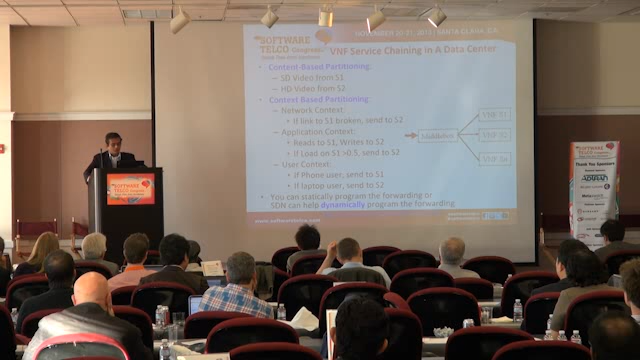 SOFTWARE
TELCO Congress
NOVEMBER 20-21, 2013 | SANTA CLARA, CA
VNF Service Chaining in A Data Center
• Content-Based Partitioning:
– SD Video from S1
– HD Video from S2
• Context Based Partitioning:
– Network Context:
• If link to S1 broken, send to S2
– Application Context:
• Reads to S1, Writes to S2
• If Load on S1 >0.5, send to S2
– User Context:
• If Phone user, send to S1
• If laptop user, send to S2
• You can statically program the forwarding or
SDN can help dynamically program the forwarding
Middlebox
VNF S1
VNF S2
www.softwaretelco.com
SOFTWARE
TELCO Congress
Thank You Sponsors
ADTRAN